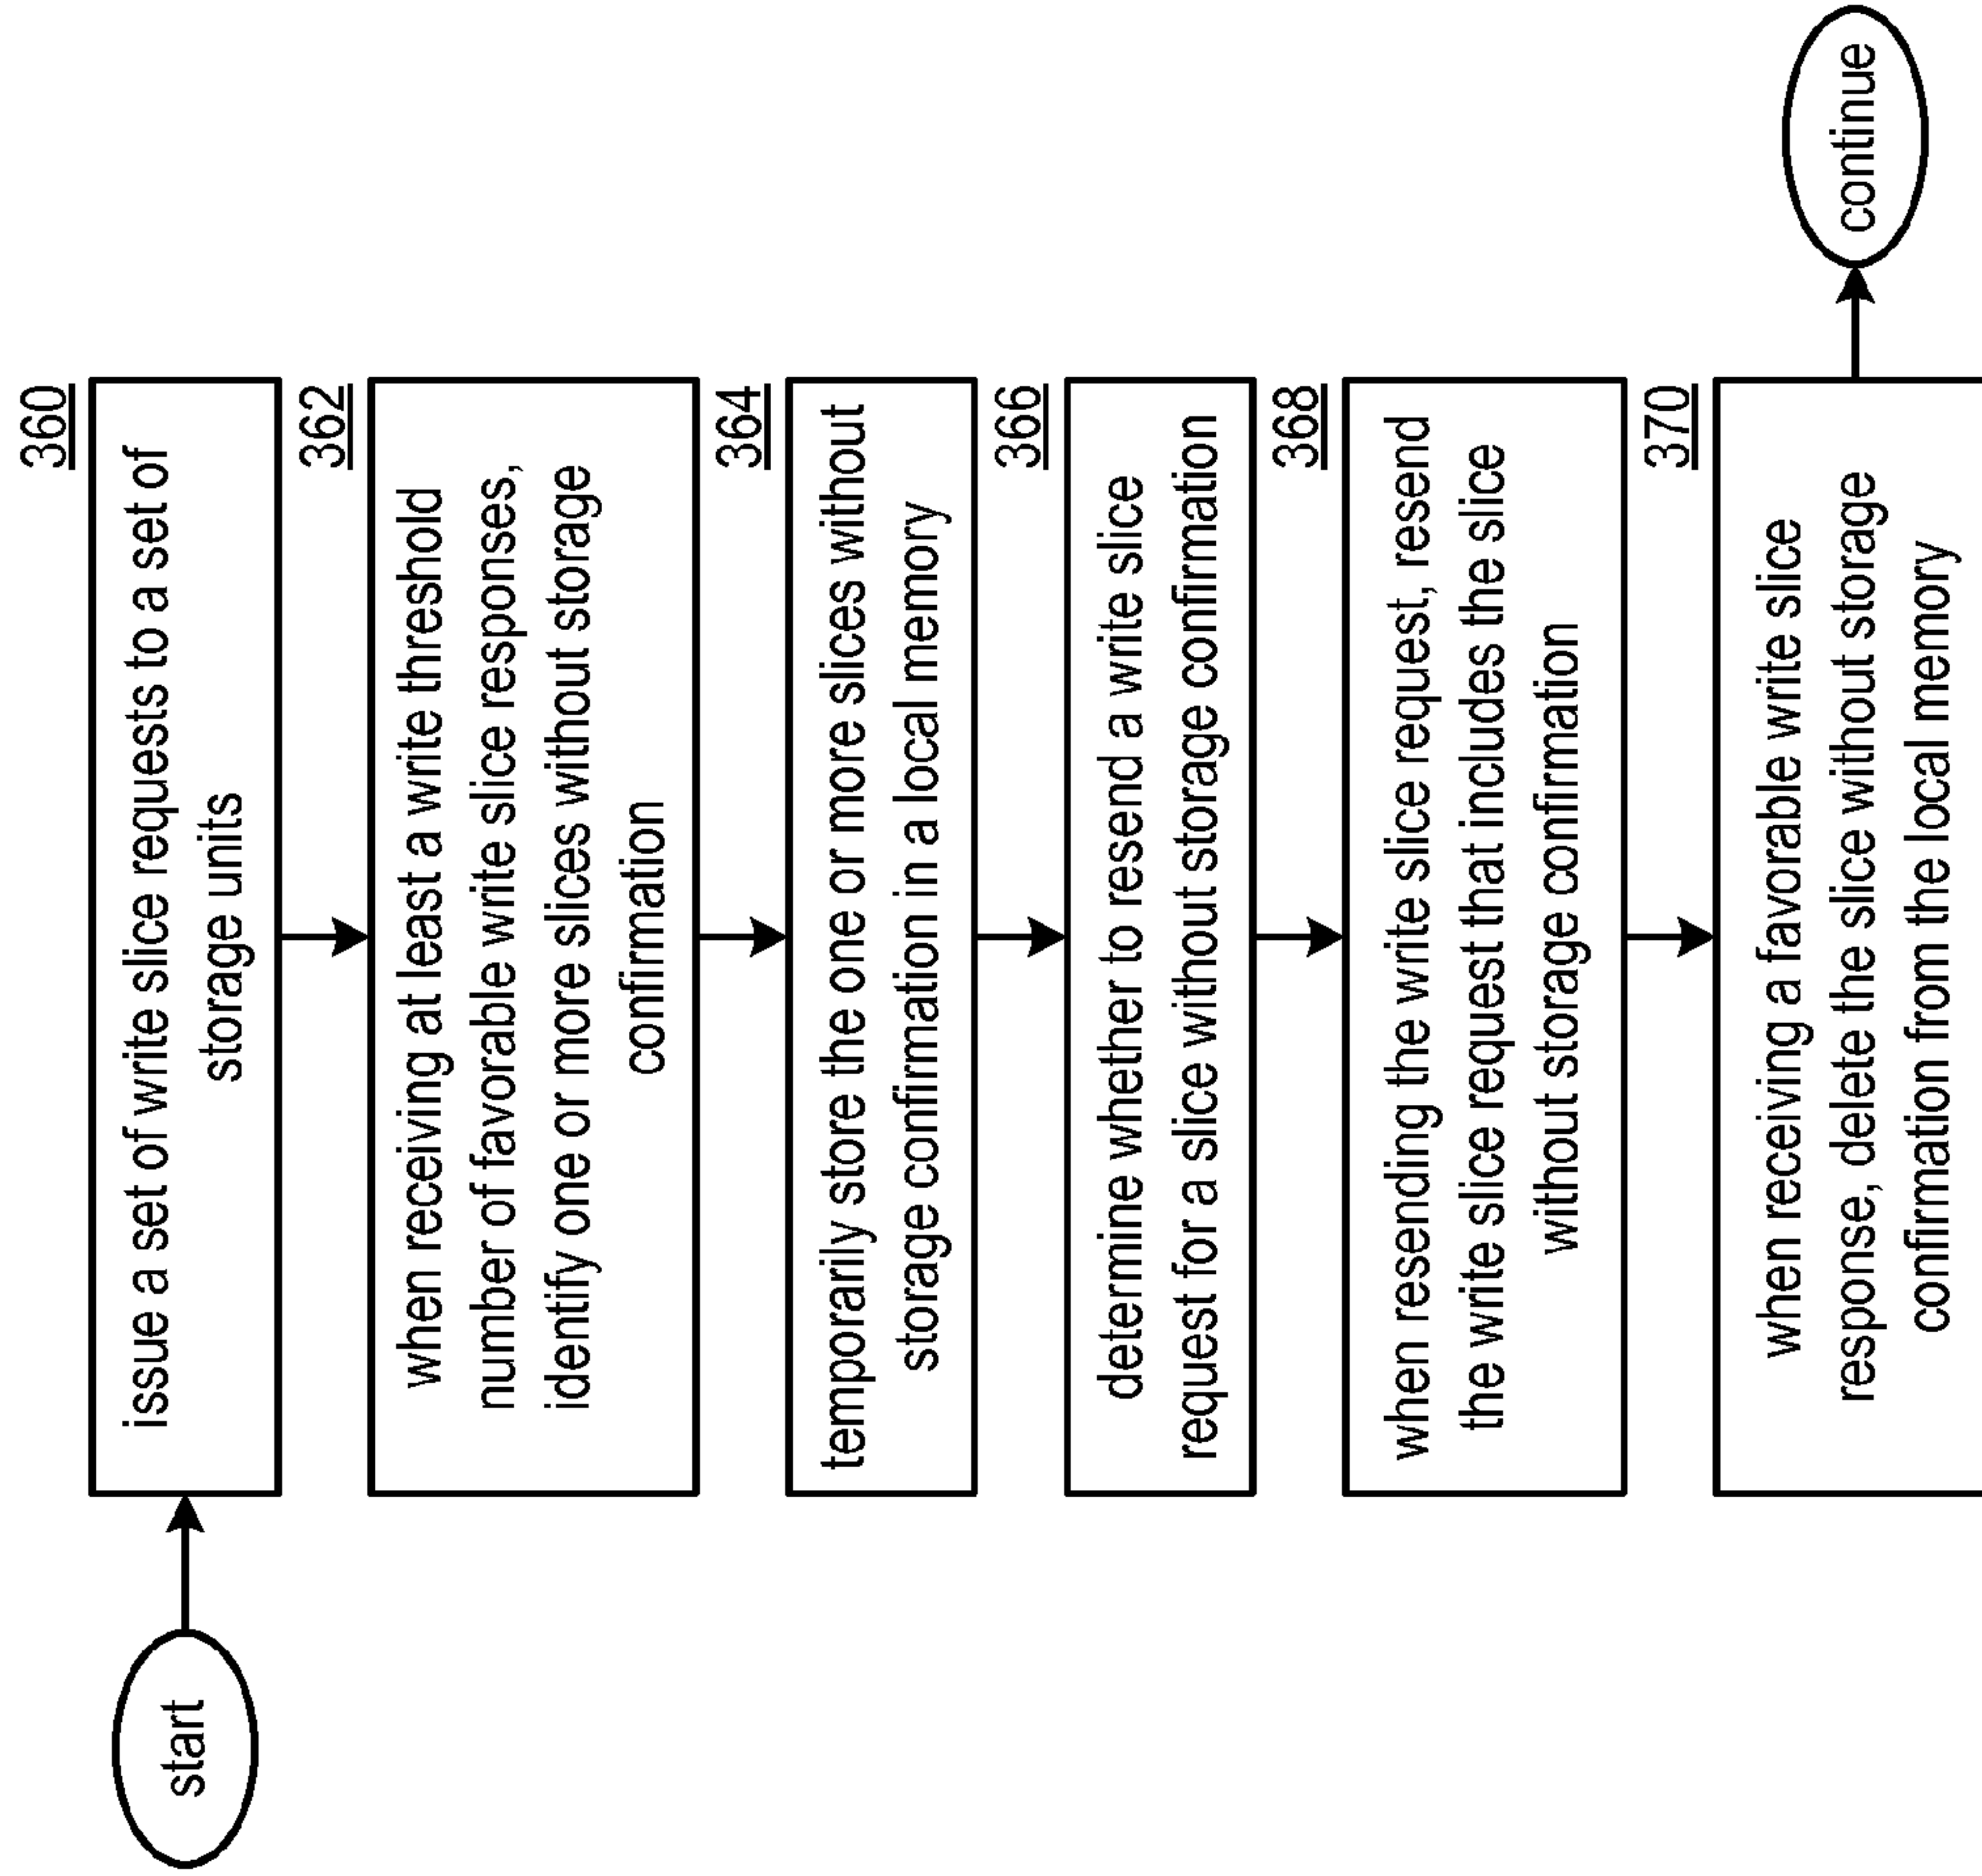 start
360
issue a set of write slice requests to a set of
storage units
362
when receiving at least a write threshold
number of favorable write slice responses,
identify one or more slices without storage
confirmation
364
temporarily store the one or more slices without
storage confirmation in a local memory
366
determine whether to resend a write slice
request for a slice without storage confirmation
368
when resending the write slice request, resend
the write slice request that includes the slice
without storage confirmation
370
when receiving a favorable write slice
response, delete the slice without storage
confirmation from the local memory
continue